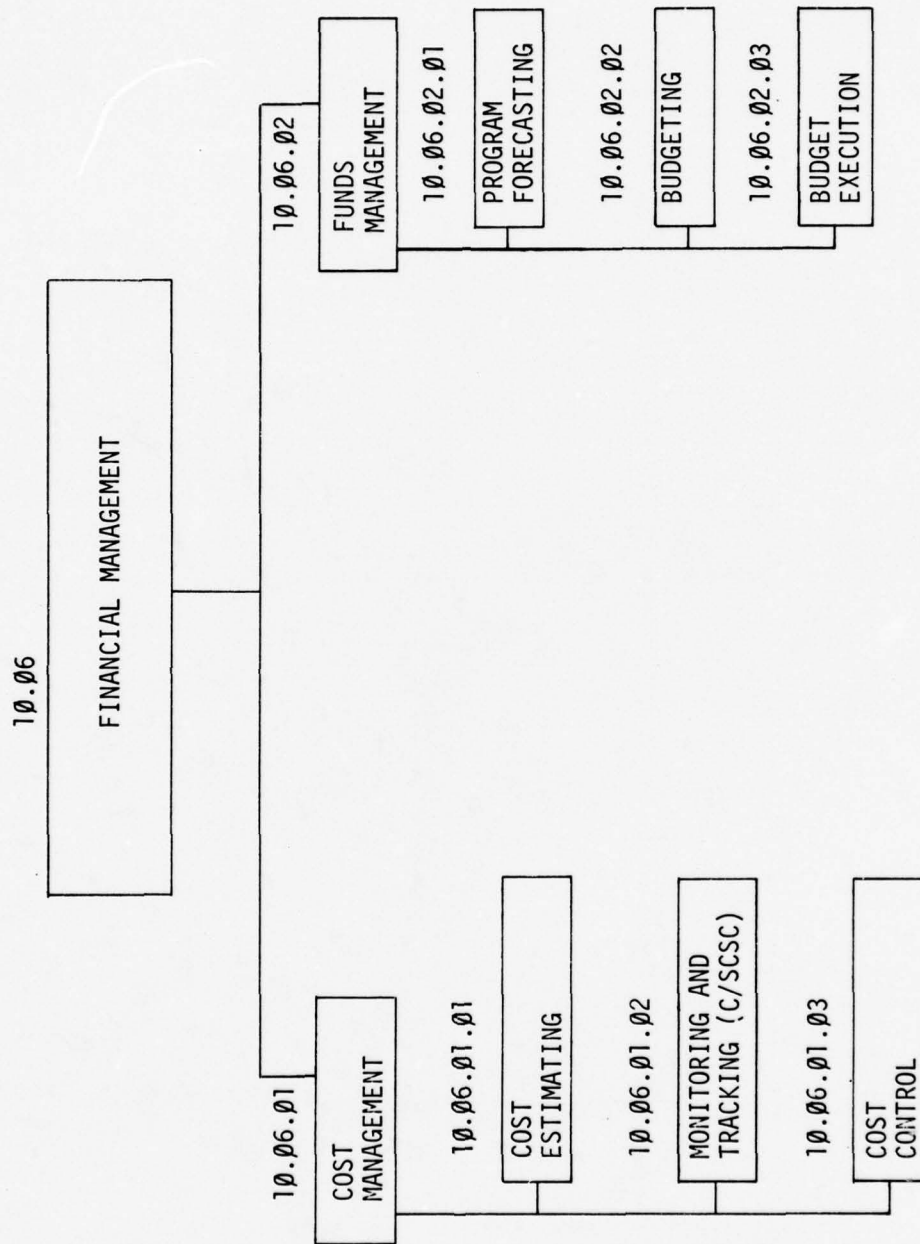 10.06
FINANCIAL MANAGEMENT
10.06.01
COST
MANAGEMENT
10.06.01.01
COST
ESTIMATING
10.06.01.02
MONITORING AND
TRACKING (C/SCSC)
10.06.01.03
COST
CONTROL
10.06.02
FUNDS
MANAGEMENT
10.06.02.01
PROGRAM
FORECASTING
10.06.02.02
BUDGETING
10.06.02.03
BUDGET
EXECUTION